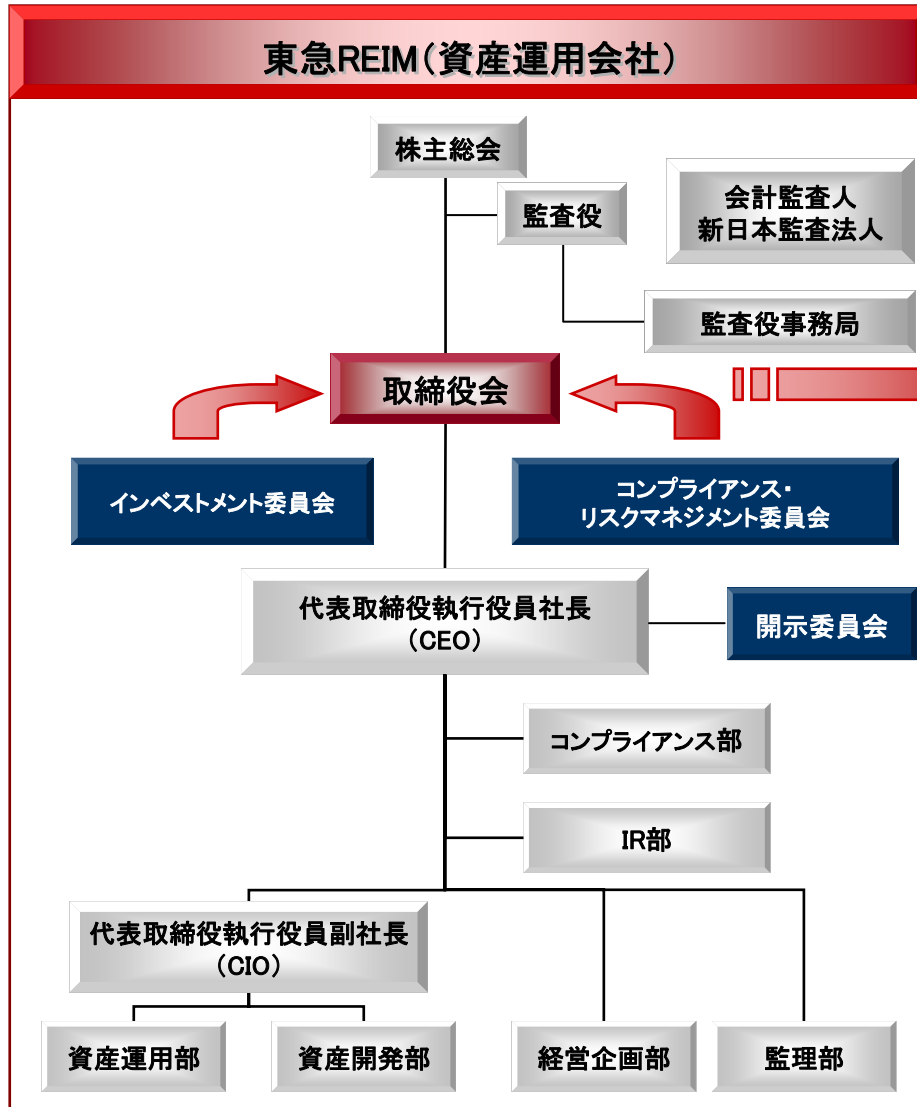 東急REIM(資産運用会社)
株主総会
監査役
会計監査人
新日本監査法人
監査役事務局
取締役会
インベストメント委員会
コンプライアンス・
リスクマネジメント委員会
代表取締役執行役員社長
(CEO)
開示委員会
コンプライアンス部
IR部
代表取締役執行役員副社長
(CIO)
資産運用部
資産開発部
経営企画部
監理部